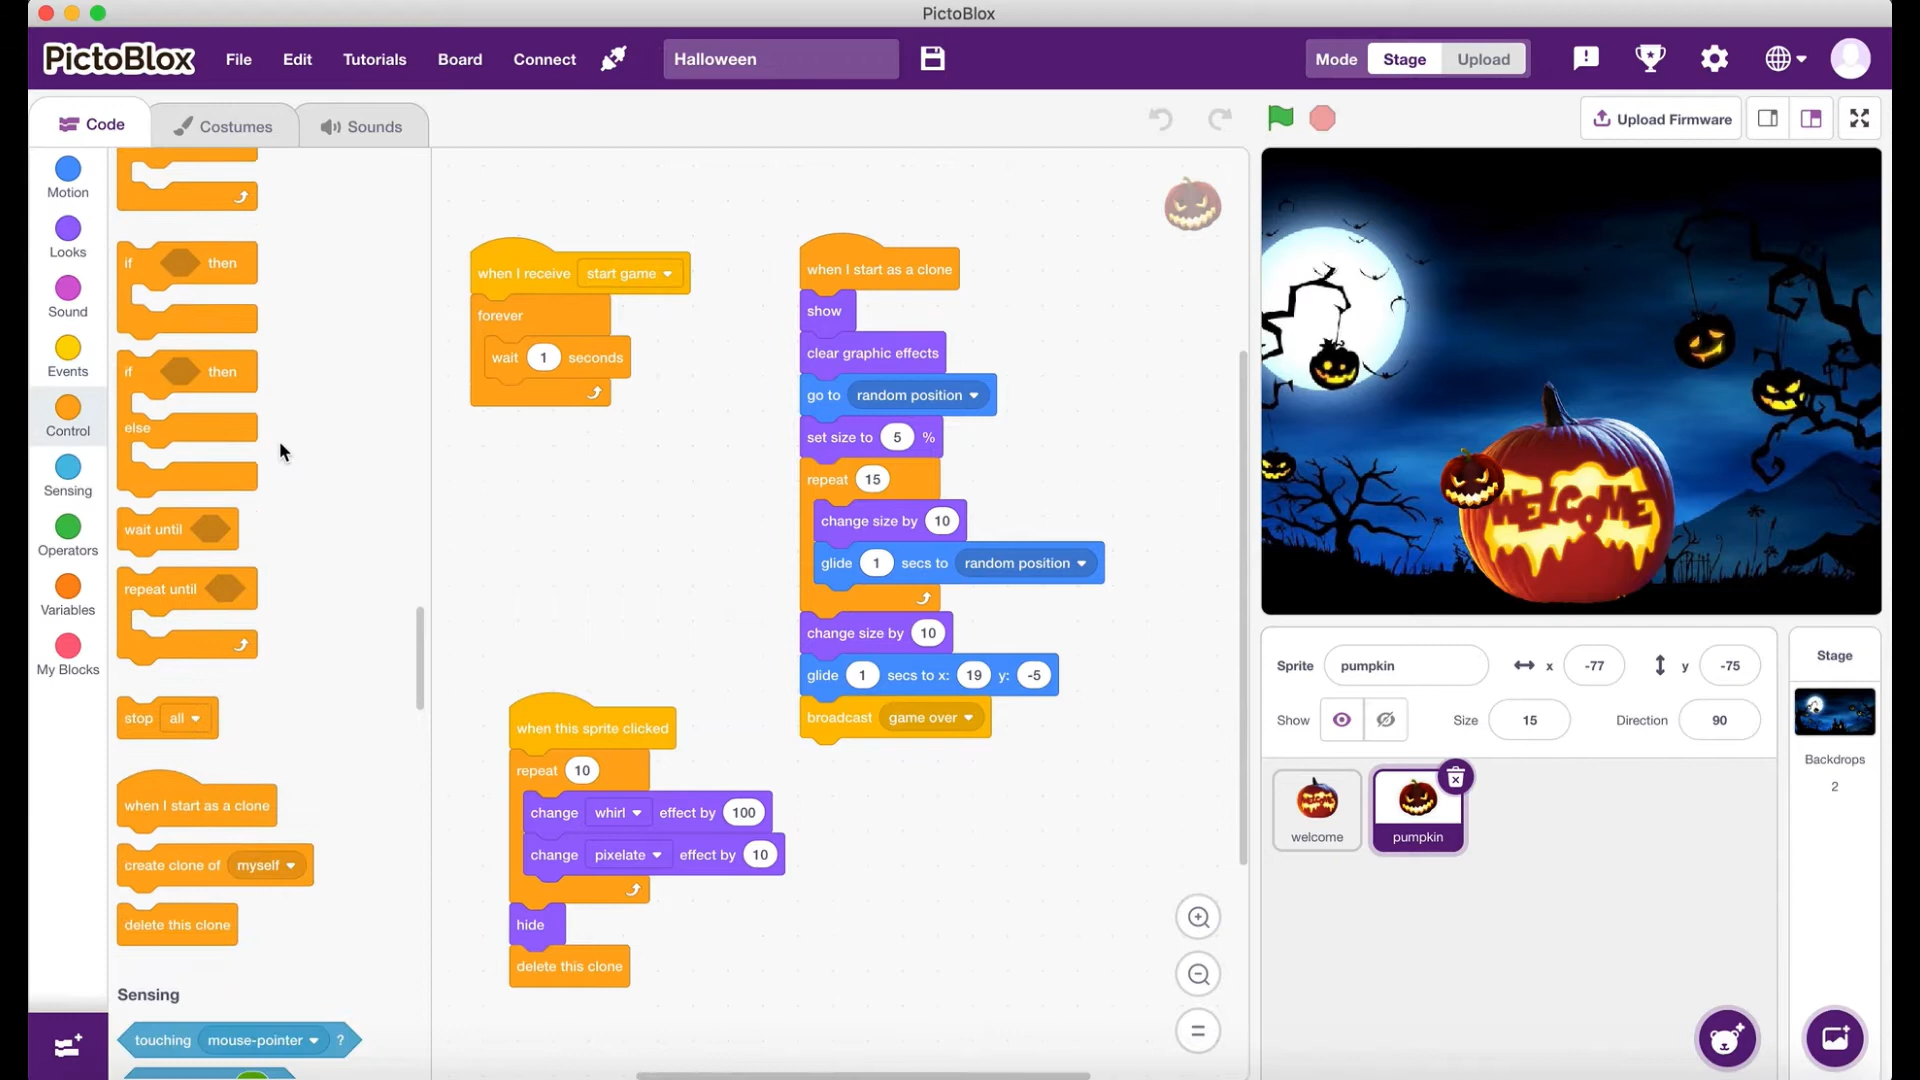 PictoBlox
PictoBlox
File
Edit
Tutorials
Board
Connect
Halloween
Mode
Stage
Upload
Code
Costumes
Sounds
Upload Firmware
Motion
Looks
Sound
Events
Control
Sensing
Operators
Variables
My Blocks
if then
if then
else
wait until
repeat until
stop all
when I start as a clone
create clone of myself
delete this clone
Sensing
touching mouse-pointer ?
when I receive start game
forever
wait 1 seconds
when this sprite clicked
repeat 10
change whirl effect by 100
change pixelate effect by 10
hide
delete this clone
when I start as a clone
show
clear graphic effects
go to random position
set size to 5 %
repeat 15
change size by 10
glide 1 secs to random position
change size by 10
glide 1 secs to x: 19 y: -5
broadcast game over
WELCOME
Sprite pumpkin x -77 y -75
Show Size 15 Direction 90
welcome
pumpkin
Stage
Backdrops
2